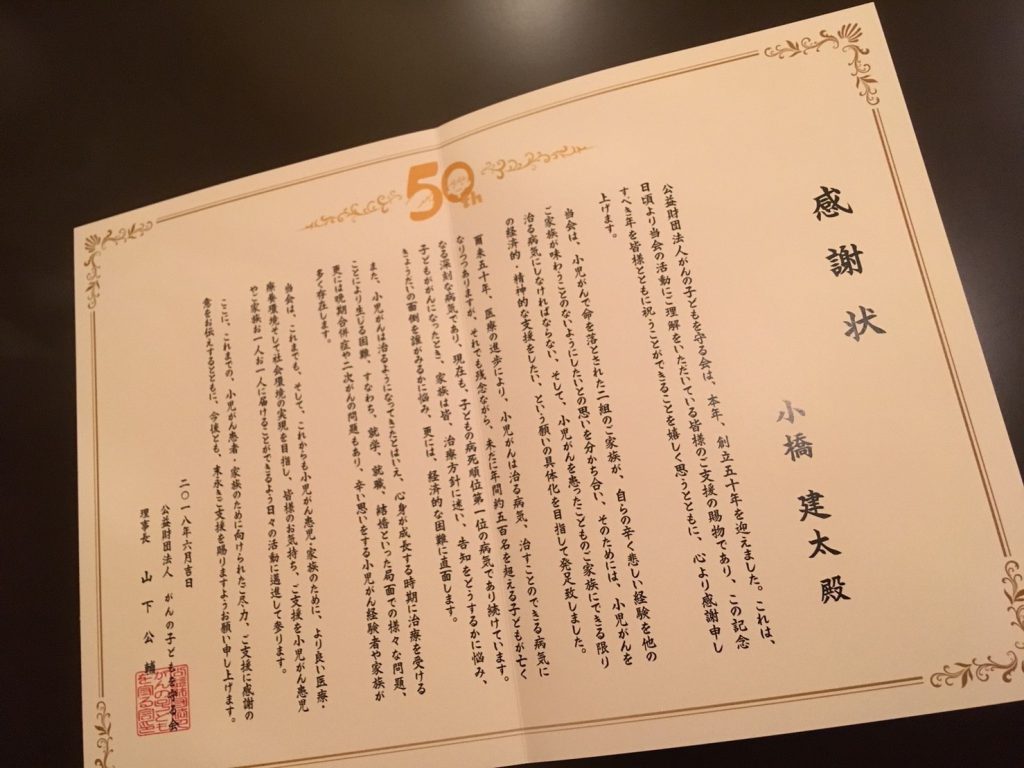 50th
感謝状
小橋 建太 殿
公益財団法人がんの子どもを守る会は、本年、創立五十年を迎えました。これは、
日頃より当会の活動にご理解をいただいている皆様のご支援の賜物であり、この記念
すべき年を皆様とともに祝うことができることを嬉しく思うとともに、心より感謝申し
上げます。
当会は、小児がんで命を落とされた二組のご家族が、自らの辛く悲しい経験を他の
ご家族が味わうことのないようにしたいとの思いを分かち合い、そのためには、小児がんを
治る病気にしなければならない、そして、小児がんを患ったこどものご家族にできる限り
の経済的・精神的な支援をしたい、という願いの具体化を目指して発足致しました。
爾来五十年、医療の進歩により、小児がんは治る病気、治すことのできる病気に
なりつつありますが、それでも残念ながら、未だに年間約五百名を超える子どもが亡く
なる深刻な病気であり、現在も、子どもの病死順位第一位の病気であり続けています。
子どもががんになったとき、家族は皆、治療方針に迷い、告知をどうするかに悩み、
きょうだいの面倒を誰がみるかに悩み、更には、経済的な困難に直面します。
また、小児がんは治るようになってきたとはいえ、心身が成長する時期に治療を受ける
ことにより生じる困難、すなわち、就学、就職、結婚といった局面での様々な問題、
更には晩期合併症や二次がんの問題もあり、辛い思いをする小児がん経験者や家族が
多く存在します。
当会は、これまでも、そして、これからも小児がん患児・家族のために、より良い医療・
療養環境そして社会環境の実現を目指し、皆様のお気持ち、ご支援を小児がん患児
やご家族お一人お一人に届けることができるよう日々の活動に邁進して参ります。
ここに、これまでの、小児がん患者・家族のために向けられたご尽力、ご支援に感謝の
意をお伝えするとともに、今後とも、末永きご支援を賜りますようお願い申し上げます。
二〇一八年六月吉日
公益財団法人 がんの子どもを守る会
理事長 山下公輔